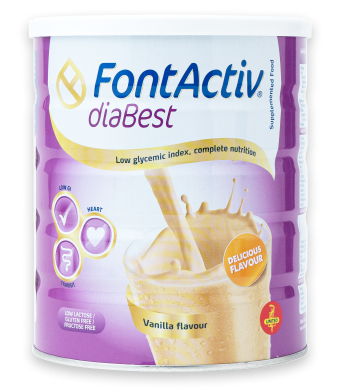 FontActiv®
diaBest
Supplemented Food
Low glycemic index, complete nutrition
LOW GI
HEART
TRANSIT
DELICIOUS
FLAVOUR
Vanilla flavour
LOW LACTOSE |
GLUTEN FREE |
FRUCTOSE FREE